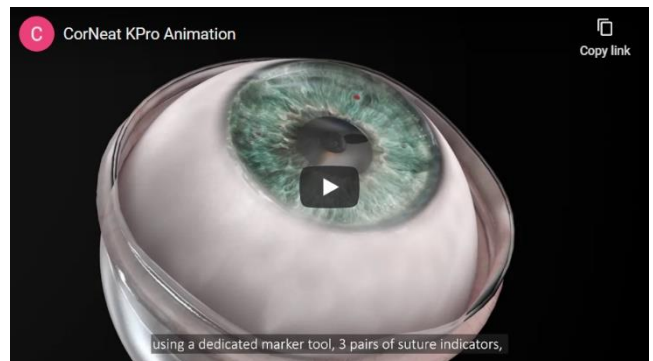 C
CorNeat KPro Animation
Copy link
using a dedicated marker tool, 3 pairs of suture indicators,